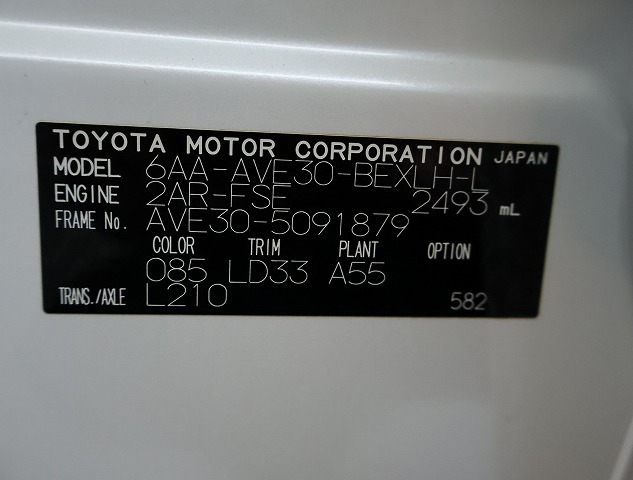 TOYOTA MOTOR CORPORATION JAPAN
MODEL 6AA-AVE30-BEXLH-L
ENGINE 2AR-FSE 2493 mL
FRAME No. AVE30-5091879
COLOR TRIM PLANT OPTION
085 LD33 A55
TRANS./AXLE L210 582